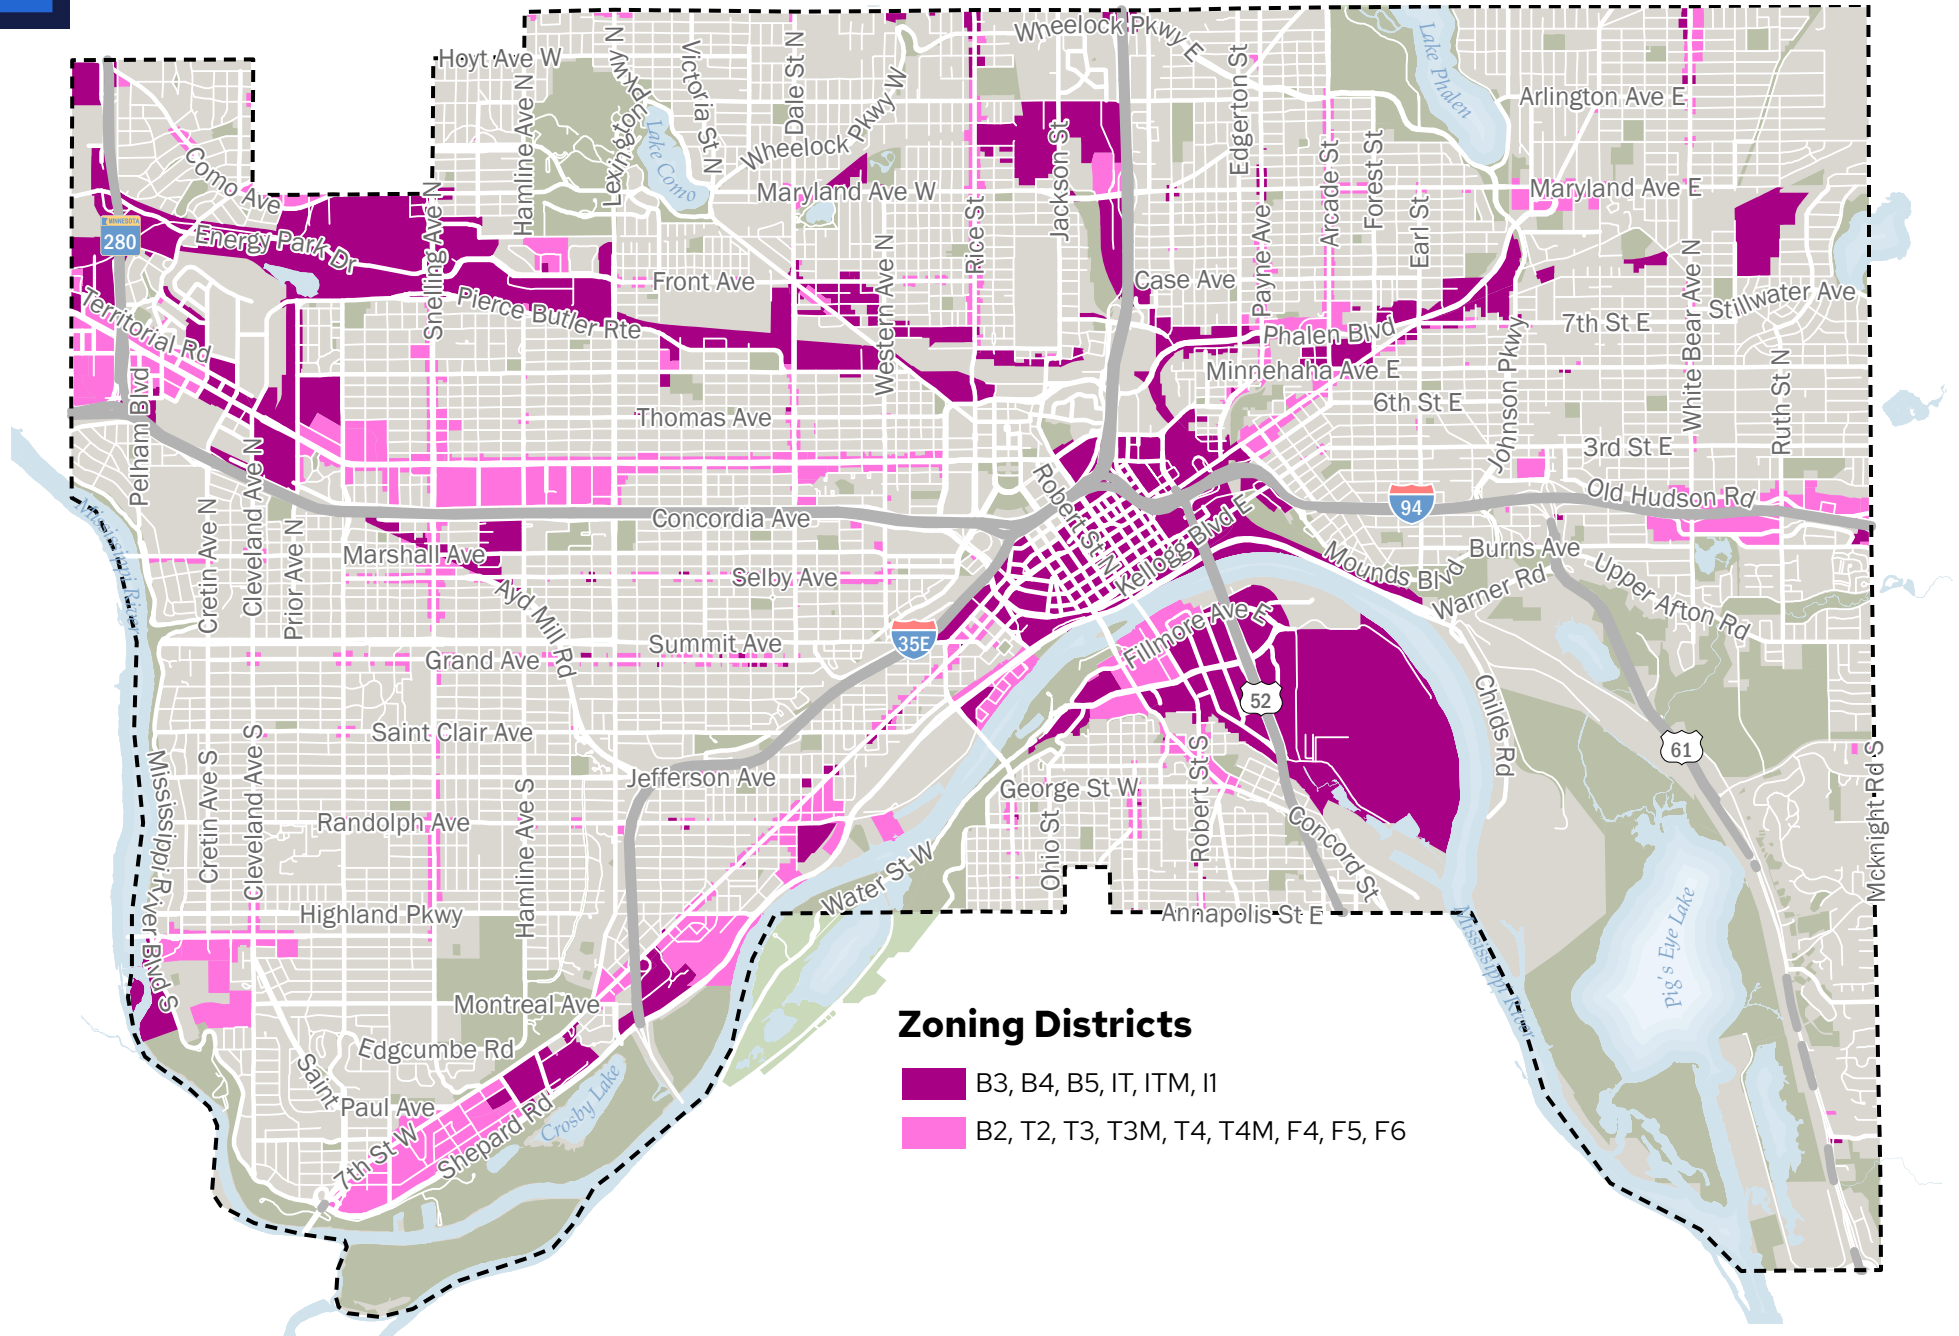 Wheelock Pkwy E
Hoyt Ave W
Hamline Ave N
Lexington Pkwy N
Victoria St N
Dale St N
Wheelock Pkwy W
Lake Como
Edgerton St
Lake Phalen
Arlington Ave E
Como Ave
Maryland Ave W
Jackson St
Arcade St
Forest St
Maryland Ave E
MINNESOTA
280
Energy Park Dr
Snelling Ave N
Rice St
Payne Ave
Earl St
Front Ave
Western Ave N
Case Ave
White Bear Ave N
Stillwater Ave
Territorial Rd
Pierce Butler Rte
Phalen Blvd
7th St E
Johnson Pkwy
Minnehaha Ave E
Ruth St N
Pelham Blvd
Thomas Ave
6th St E
3rd St E
Cleveland Ave N
Cretin Ave N
Prior Ave N
Concordia Ave
Robert St N
94
Old Hudson Rd
Mississippi River
Marshall Ave
Selby Ave
Kellogg Blvd E
Mounds Blvd
Burns Ave
Warner Rd
Upper Afton Rd
Ayd Mill Rd
Summit Ave
35E
Grand Ave
Fillmore Ave E
52
Childs Rd
61
Saint Clair Ave
Jefferson Ave
George St W
Robert St S
Mississippi River Blvd S
Cretin Ave S
Cleveland Ave S
Hamline Ave S
Randolph Ave
Ohio St
Concord St
Mcknight Rd S
Water St W
Highland Pkwy
Annapolis St E
Mississippi River
Pig's Eye Lake
Montreal Ave
Edgcumbe Rd
Saint Paul Ave
Crosby Lake
7th St W
Shepard Rd
Zoning Districts
B3, B4, B5, IT, ITM, I1
B2, T2, T3, T3M, T4, T4M, F4, F5, F6